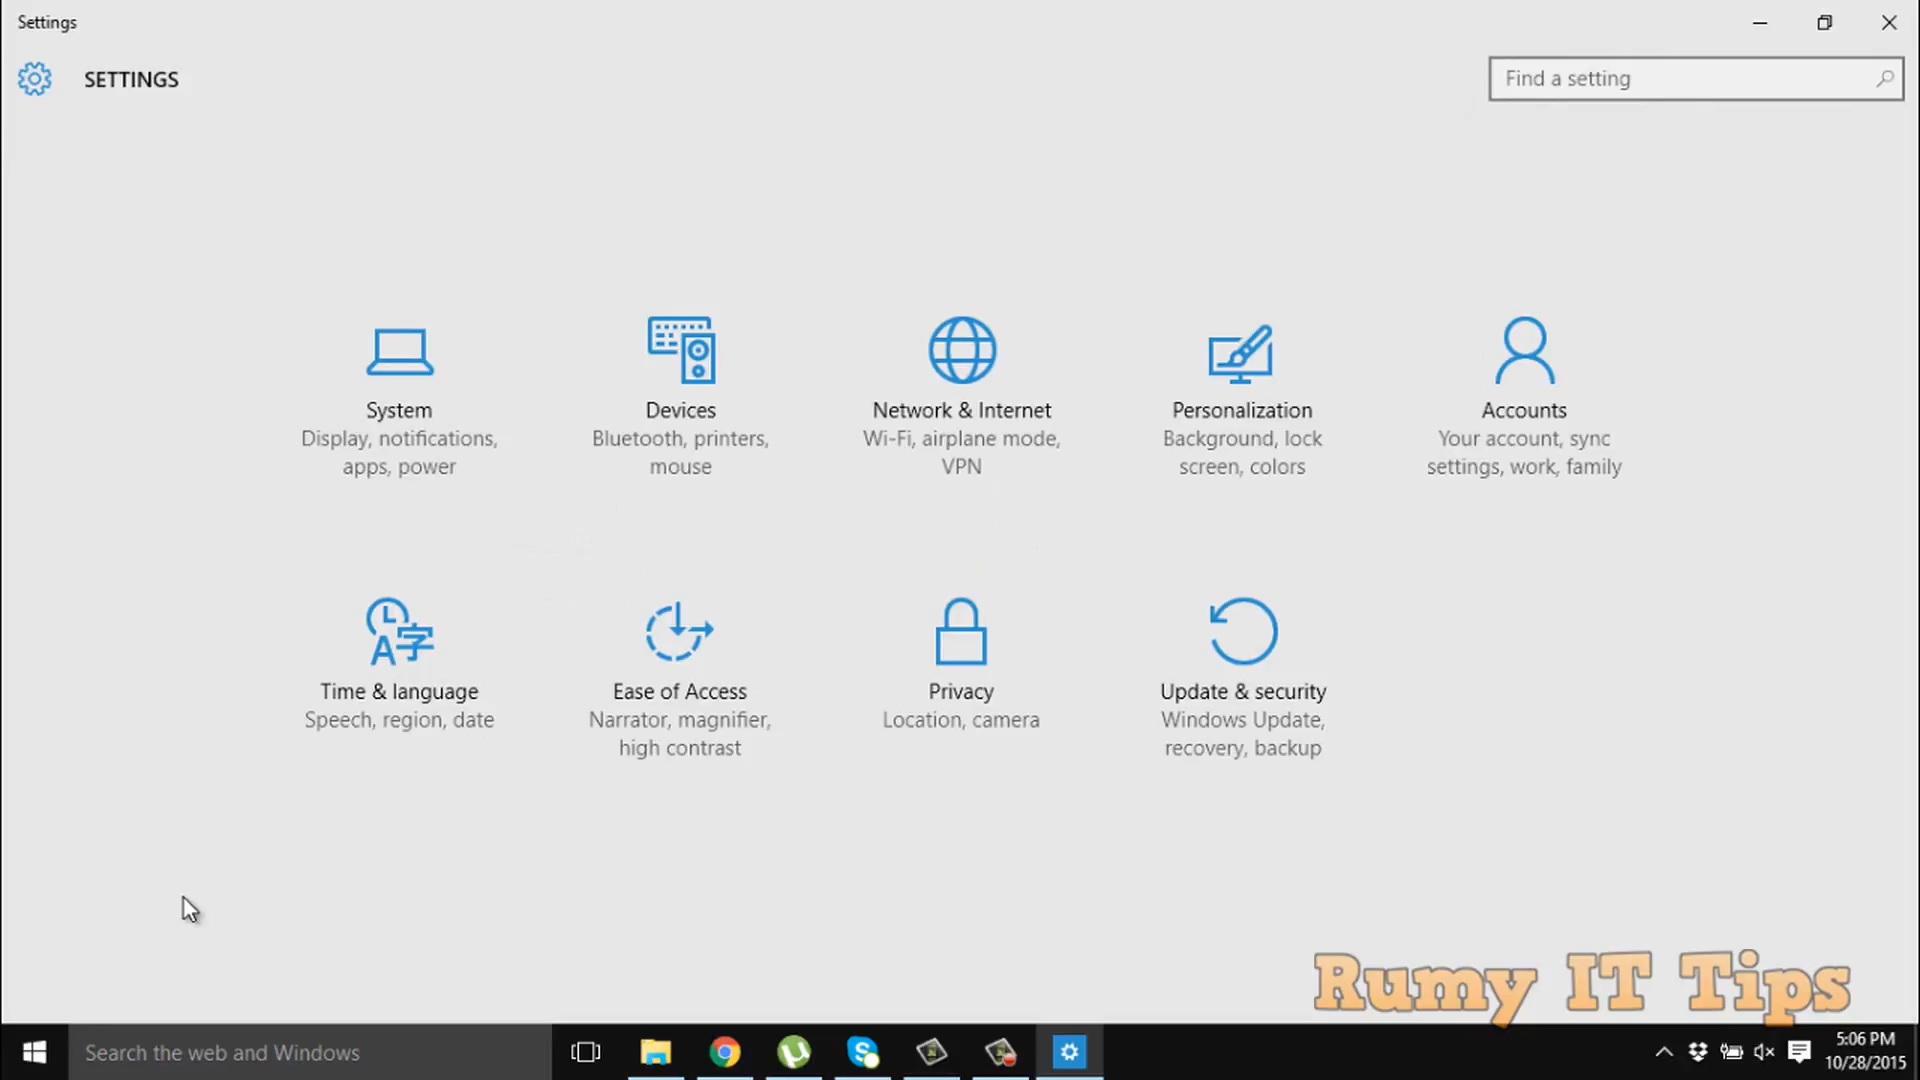 Settings
SETTINGS
Find a setting
System
Display, notifications,
apps, power
Devices
Bluetooth, printers,
mouse
Network & Internet
Wi-Fi, airplane mode,
VPN
Personalization
Background, lock
screen, colors
Accounts
Your account, sync
settings, work, family
A字
Time & language
Speech, region, date
Ease of Access
Narrator, magnifier,
high contrast
Privacy
Location, camera
Update & security
Windows Update,
recovery, backup
Rumy IT Tips
Search the web and Windows
5:06 PM
10/28/2015